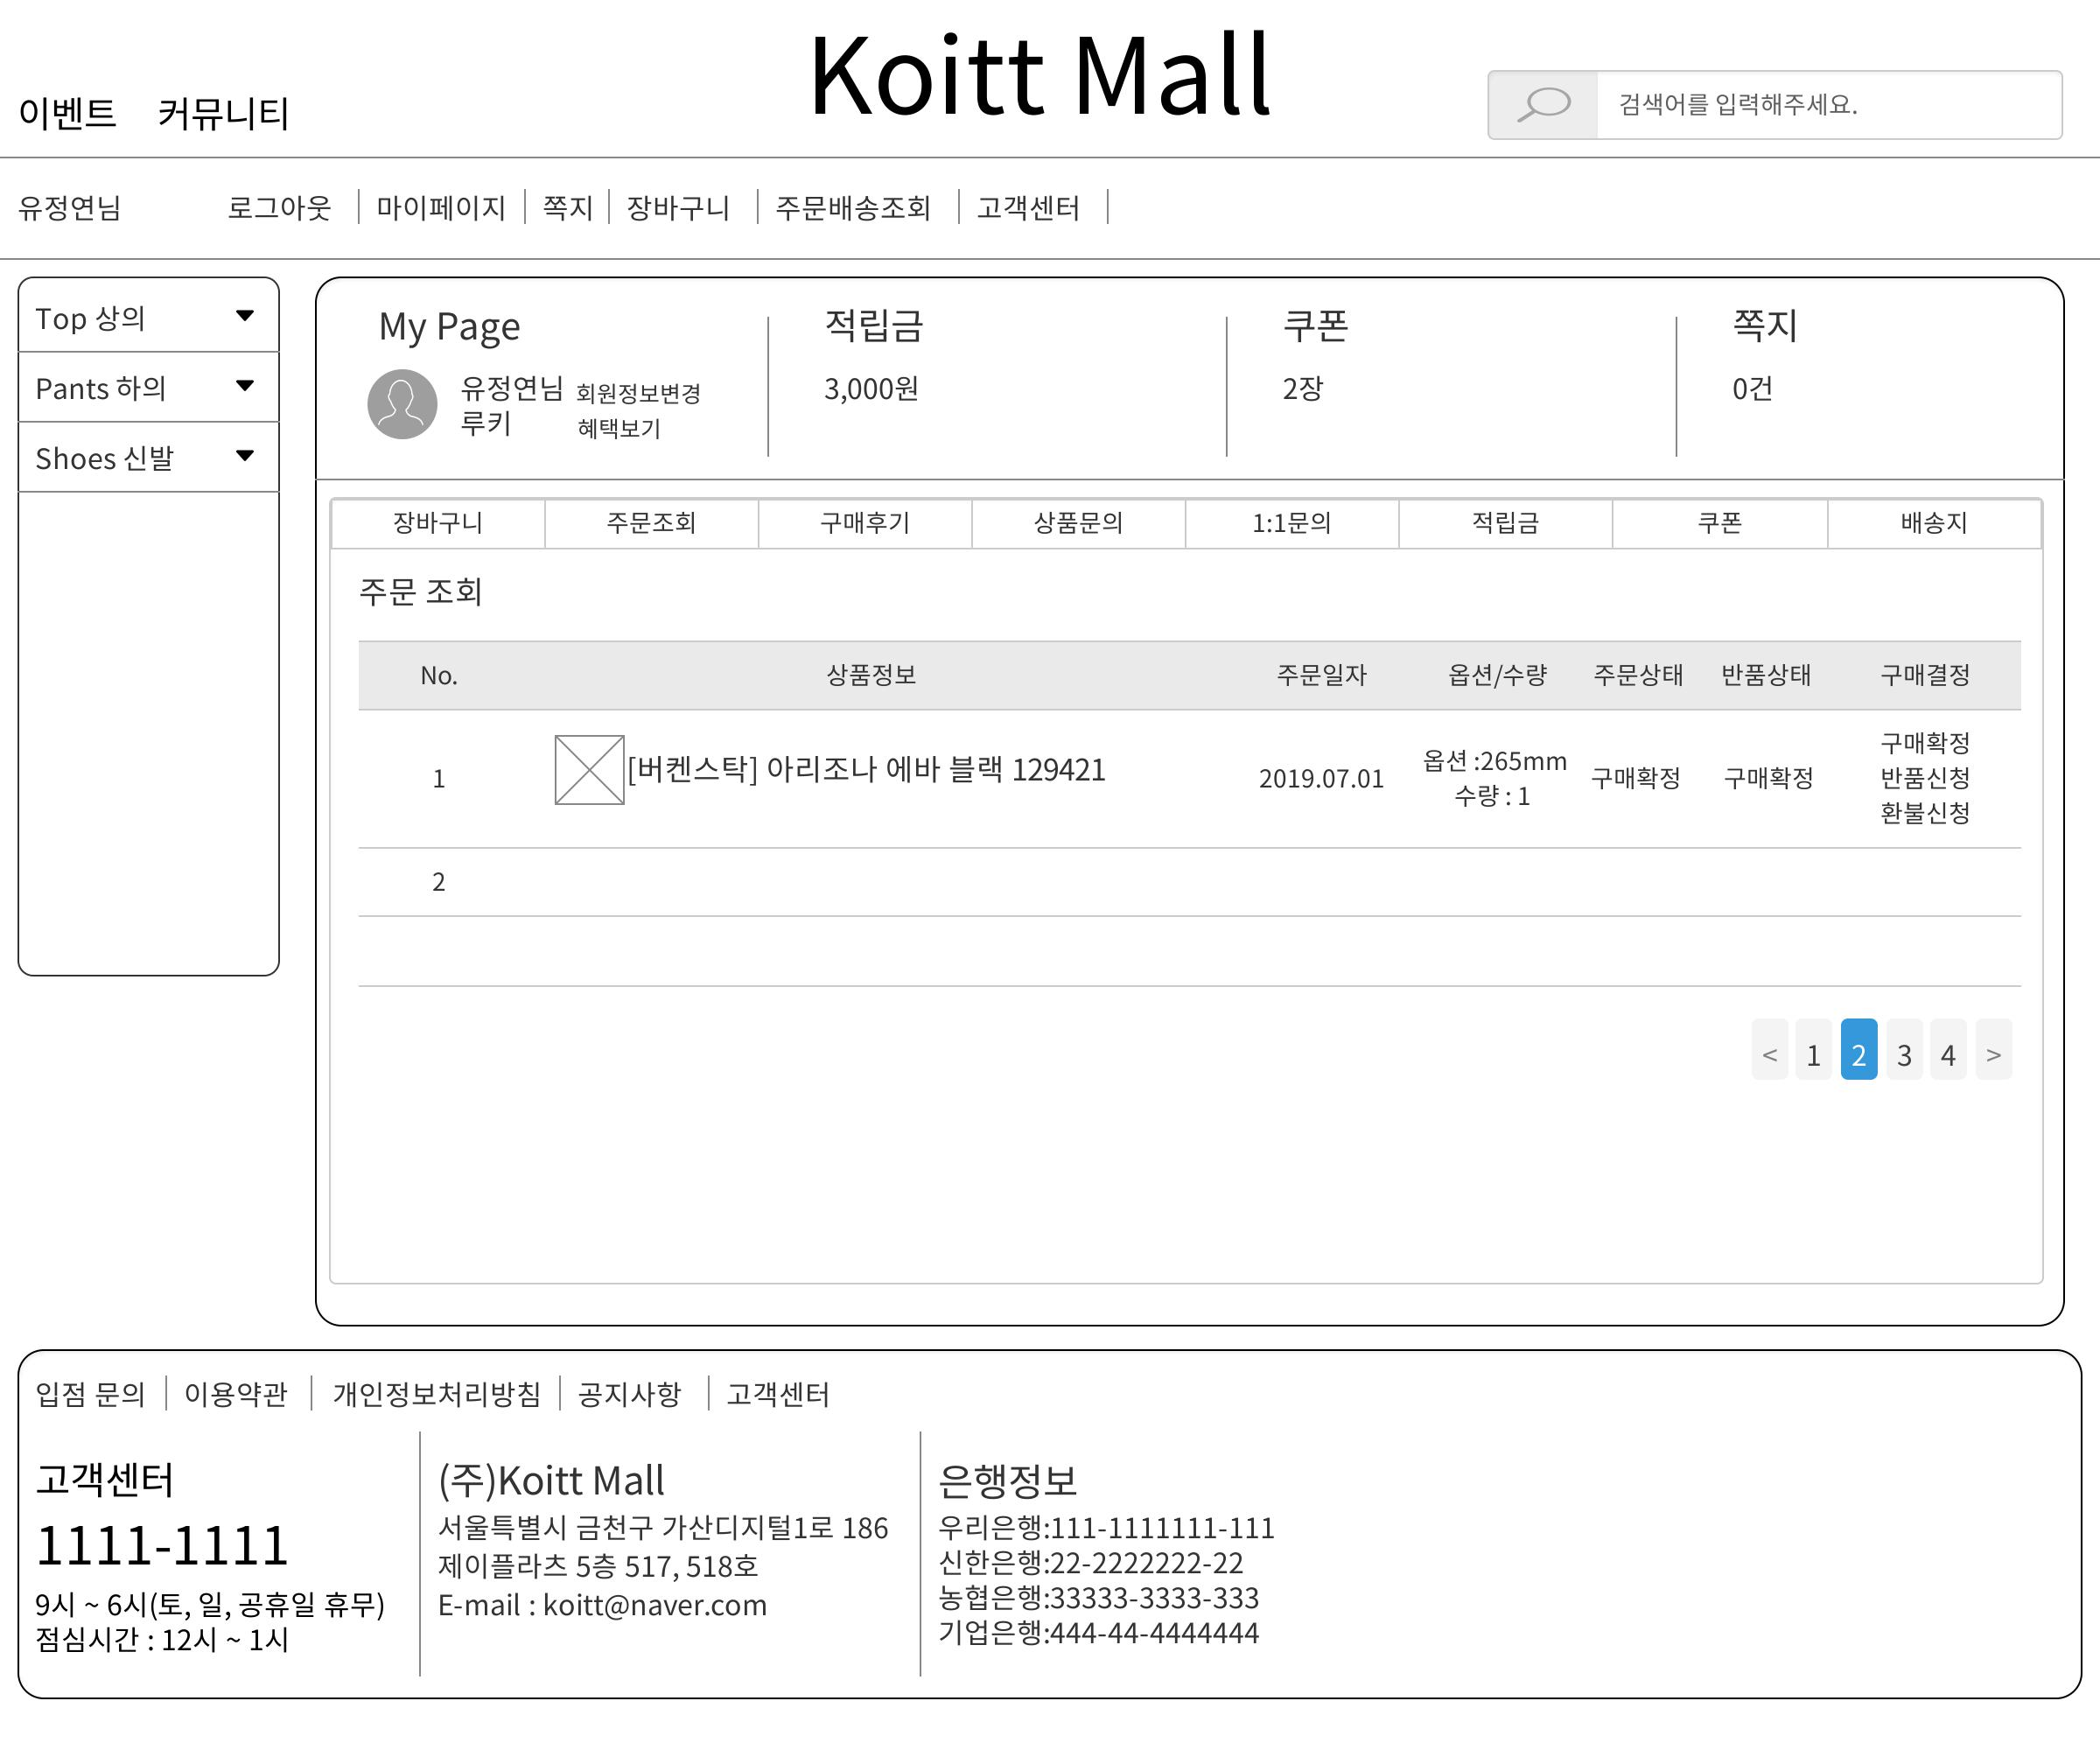 Koitt Mall
이벤트 커뮤니티
검색어를 입력해주세요.
유정연님 로그아웃 마이페이지 쪽지 장바구니 주문배송조회 고객센터
Top 상의
Pants 하의
Shoes 신발
My Page
유정연님 회원정보변경
루키 혜택보기
적립금
3,000원
쿠폰
2장
쪽지
0건
장바구니 주문조회 구매후기 상품문의 1:1문의 적립금 쿠폰 배송지
주문 조회
No. 상품정보 주문일자 옵션/수량 주문상태 반품상태 구매결정
1 [버켄스탁] 아리조나 에바 블랙 129421 2019.07.01
옵션 :265mm
수량 : 1
구매확정 구매확정
구매확정
반품신청
환불신청
2
< 1 2 3 4 >
입점 문의 이용약관 개인정보처리방침 공지사항 고객센터
고객센터
1111-1111
9시 ~ 6시(토, 일, 공휴일 휴무)
점심시간 : 12시 ~ 1시
(주)Koitt Mall
서울특별시 금천구 가산디지털1로 186
제이플라츠 5층 517, 518호
E-mail : koitt@naver.com
은행정보
우리은행:111-1111111-111
신한은행:22-2222222-22
농협은행:33333-3333-333
기업은행:444-44-4444444